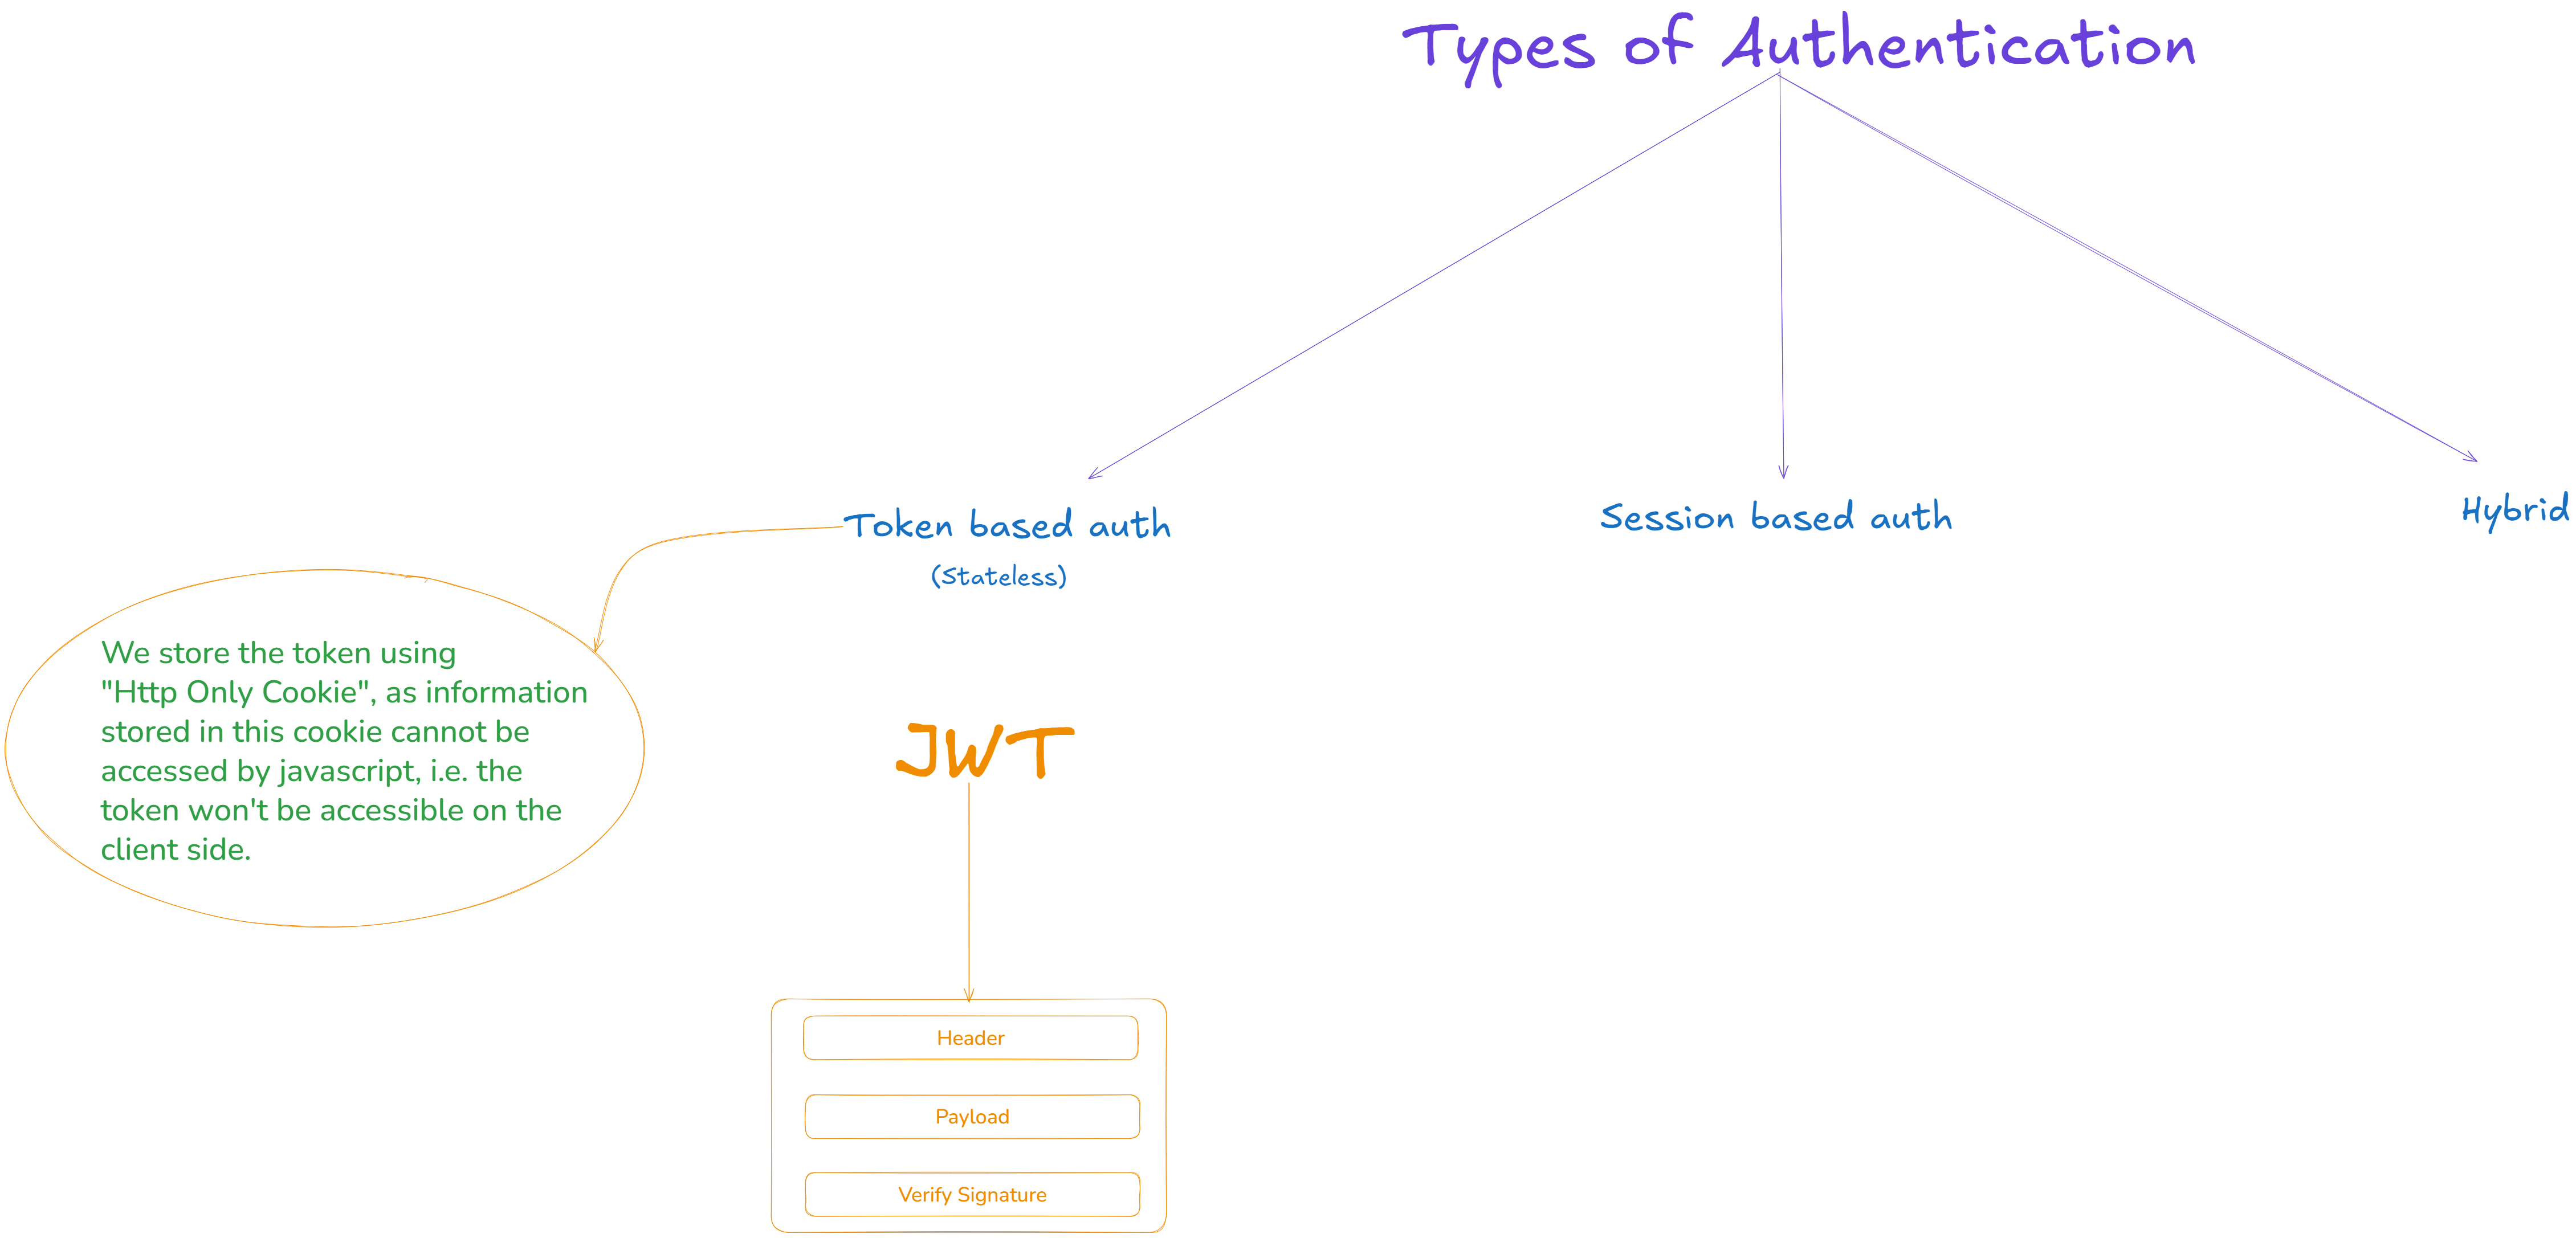 Types of Authentication
Token based auth
(Stateless)
Session based auth
Hybrid
We store the token using
"Http Only Cookie", as information
stored in this cookie cannot be
accessed by javascript, i.e. the
token won't be accessible on the
client side.
JWT
Header
Payload
Verify Signature